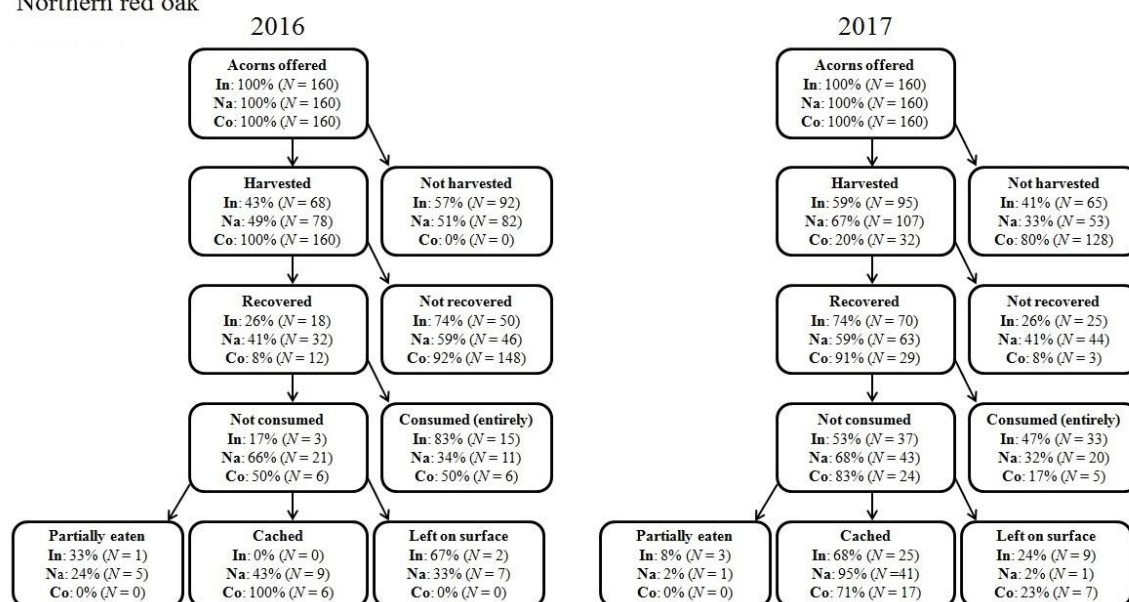 Northern red oak
2016
Acorns offered
In: 100% (N = 160)
Na: 100% (N = 160)
Co: 100% (N = 160)
Harvested
In: 43% (N = 68)
Na: 49% (N = 78)
Co: 100% (N = 160)
Not harvested
In: 57% (N = 92)
Na: 51% (N = 82)
Co: 0% (N = 0)
Recovered
In: 26% (N = 18)
Na: 41% (N = 32)
Co: 8% (N = 12)
Not recovered
In: 74% (N = 50)
Na: 59% (N = 46)
Co: 92% (N = 148)
Not consumed
In: 17% (N = 3)
Na: 66% (N = 21)
Co: 50% (N = 6)
Consumed (entirely)
In: 83% (N = 15)
Na: 34% (N = 11)
Co: 50% (N = 6)
Partially eaten
In: 33% (N = 1)
Na: 24% (N = 5)
Co: 0% (N = 0)
Cached
In: 0% (N = 0)
Na: 43% (N = 9)
Co: 100% (N = 6)
Left on surface
In: 67% (N = 2)
Na: 33% (N = 7)
Co: 0% (N = 0)
2017
Acorns offered
In: 100% (N = 160)
Na: 100% (N = 160)
Co: 100% (N = 160)
Harvested
In: 59% (N = 95)
Na: 67% (N = 107)
Co: 20% (N = 32)
Not harvested
In: 41% (N = 65)
Na: 33% (N = 53)
Co: 80% (N = 128)
Recovered
In: 74% (N = 70)
Na: 59% (N = 63)
Co: 91% (N = 29)
Not recovered
In: 26% (N = 25)
Na: 41% (N = 44)
Co: 8% (N = 3)
Not consumed
In: 53% (N = 37)
Na: 68% (N = 43)
Co: 83% (N = 24)
Consumed (entirely)
In: 47% (N = 33)
Na: 32% (N = 20)
Co: 17% (N = 5)
Partially eaten
In: 8% (N = 3)
Na: 2% (N = 1)
Co: 0% (N = 0)
Cached
In: 68% (N = 25)
Na: 95% (N =41)
Co: 71% (N = 17)
Left on surface
In: 24% (N = 9)
Na: 2% (N = 1)
Co: 23% (N = 7)